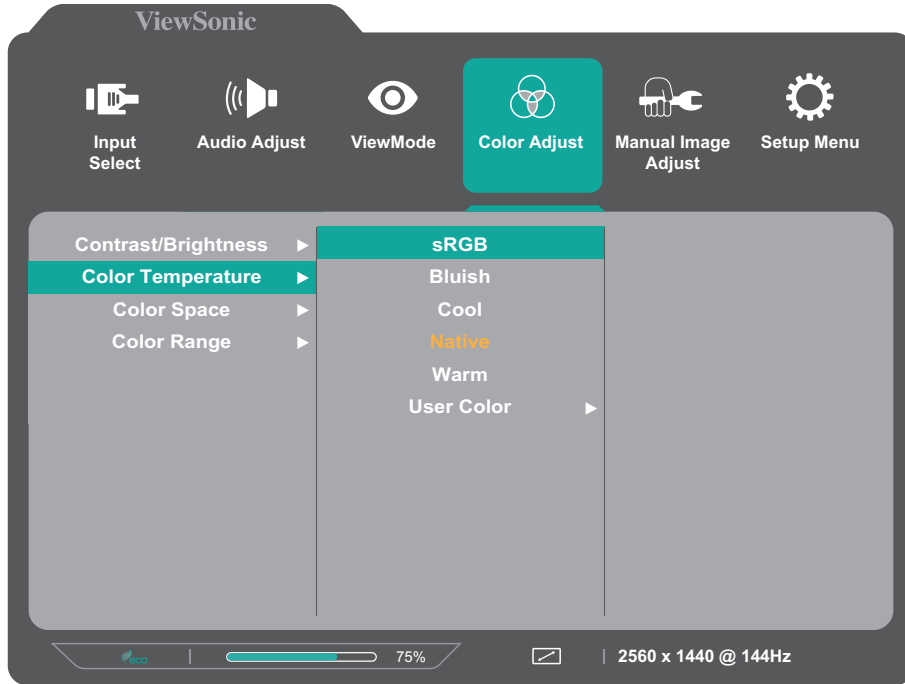 ViewSonic
Input Select
Audio Adjust
ViewMode
Color Adjust
Manual Image Adjust
Setup Menu
Contrast/Brightness
Color Temperature
Color Space
Color Range
sRGB
Bluish
Cool
Native
Warm
User Color
eco
75%
2560 x 1440 @ 144Hz